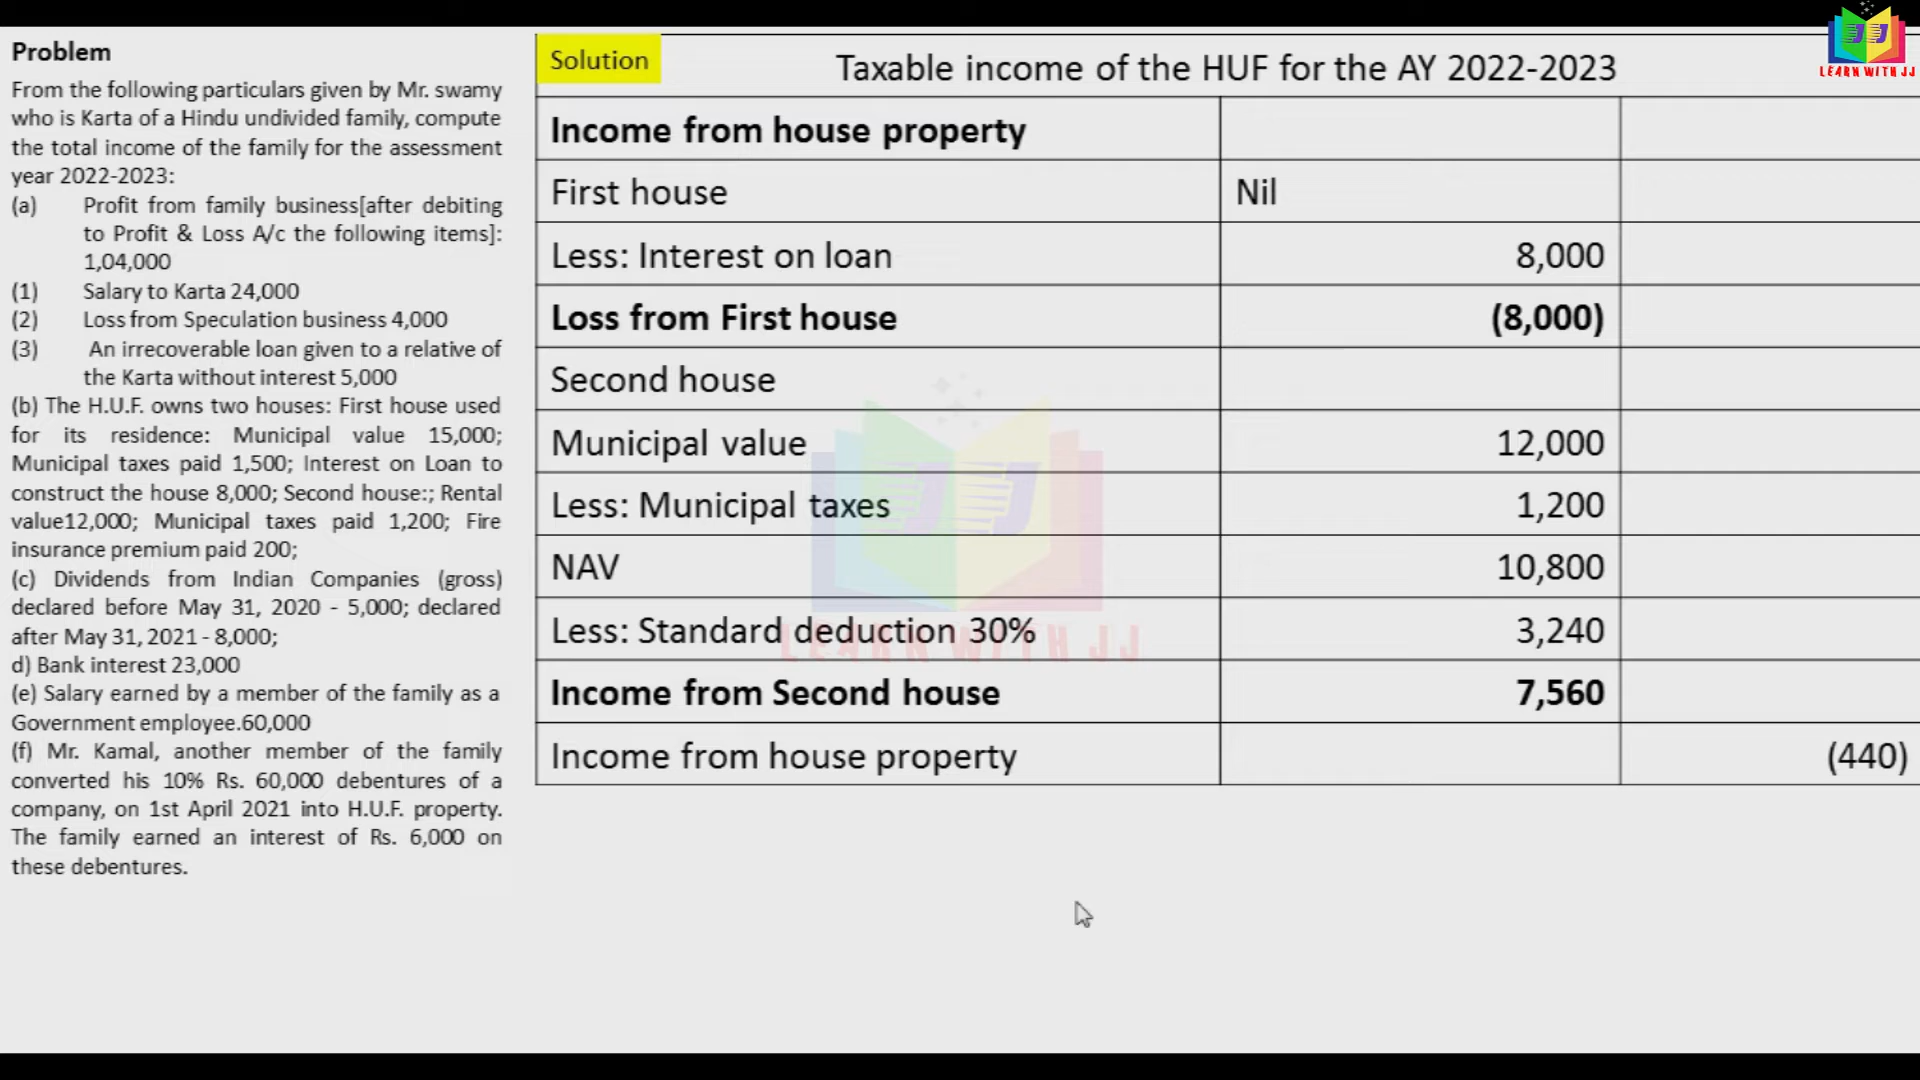 Problem
From the following particulars given by Mr. swamy
who is Karta of a Hindu undivided family, compute
the total income of the family for the assessment
year 2022-2023:
(a) Profit from family business[after debiting
to Profit & Loss A/c the following items]:
1,04,000
(1) Salary to Karta 24,000
(2) Loss from Speculation business 4,000
(3) An irrecoverable loan given to a relative of
the Karta without interest 5,000
(b) The H.U.F. owns two houses: First house used
for its residence: Municipal value 15,000;
Municipal taxes paid 1,500; Interest on Loan to
construct the house 8,000; Second house:; Rental
value12,000; Municipal taxes paid 1,200; Fire
insurance premium paid 200;
(c) Dividends from Indian Companies (gross)
declared before May 31, 2020 - 5,000; declared
after May 31, 2021 - 8,000;
d) Bank interest 23,000
(e) Salary earned by a member of the family as a
Government employee.60,000
(f) Mr. Kamal, another member of the family
converted his 10% Rs. 60,000 debentures of a
company, on 1st April 2021 into H.U.F. property.
The family earned an interest of Rs. 6,000 on
these debentures.
Solution
Taxable income of the HUF for the AY 2022-2023
Income from house property
First house Nil
Less: Interest on loan 8,000
Loss from First house (8,000)
Second house
Municipal value 12,000
Less: Municipal taxes 1,200
NAV 10,800
Less: Standard deduction 30% 3,240
Income from Second house 7,560
Income from house property (440)
JJ
LEARN WITH JJ
JJ
LEARN WITH JJ